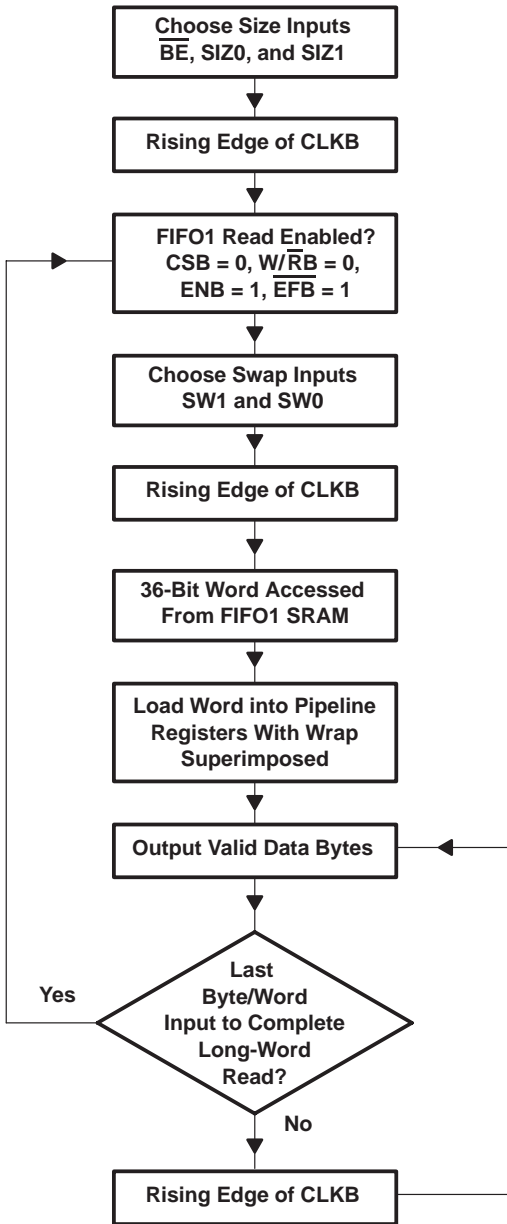 Choose Size Inputs
B̅E̅, SIZ0, and SIZ1
Rising Edge of CLKB
FIFO1 Read Enabled?
CSB = 0, W/R̅B = 0,
ENB = 1, E̅F̅B̅ = 1
Choose Swap Inputs
SW1 and SW0
Rising Edge of CLKB
36-Bit Word Accessed
From FIFO1 SRAM
Load Word into Pipeline
Registers With Wrap
Superimposed
Output Valid Data Bytes
Last
Byte/Word
Input to Complete
Long-Word
Read?
Yes
No
Rising Edge of CLKB